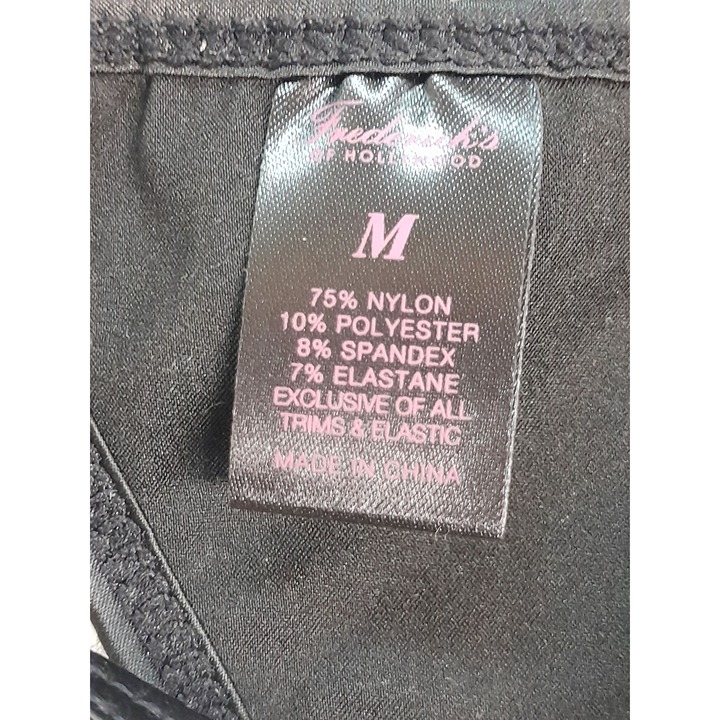 Frederick's
OF HOLLYWOOD
M
75% NYLON
10% POLYESTER
8% SPANDEX
7% ELASTANE
EXCLUSIVE OF ALL
TRIMS & ELASTIC
MADE IN CHINA